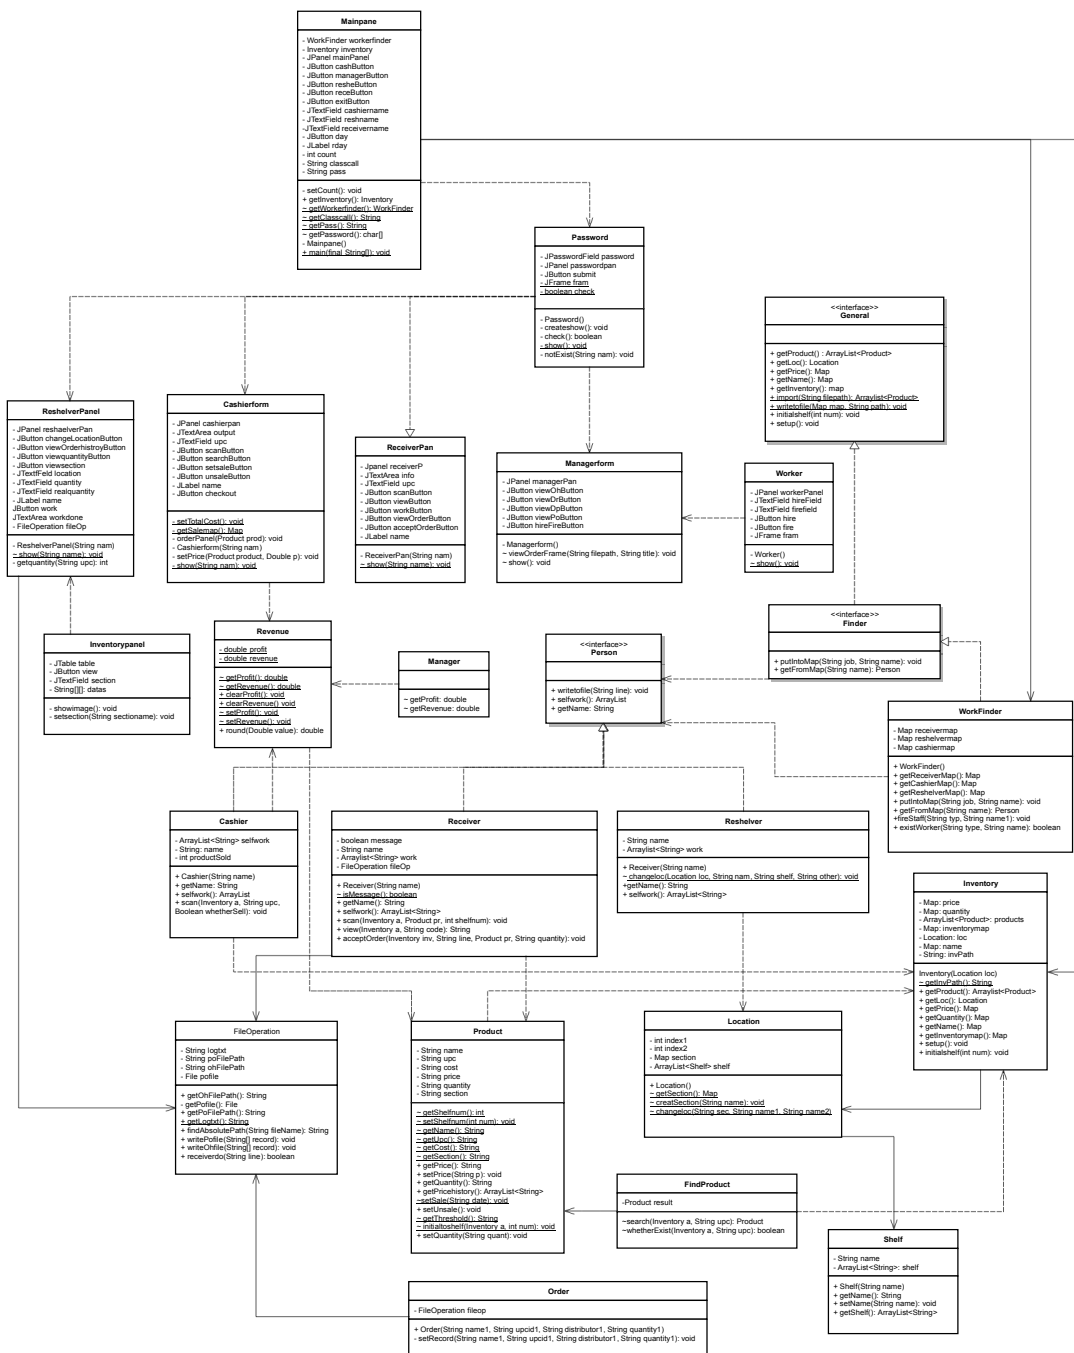 Mainpane
- WorkFinder workerfinder
- Inventory inventory
- JPanel mainPanel
- JButton cashButton
- JButton managerButton
- JButton resheButton
- JButton receButton
- JButton exitButton
- JTextField cashiername
- JTextField reshname
-JTextField receivername
- JButton day
- JLabel rday
- int count
- String classcall
- String pass
- setCount(): void
+ getInventory(): Inventory
~ getWorkerfinder(): WorkFinder
~ getClasscall(): String
~ getPass(): String
~ getPassword(): char[]
- Mainpane()
+ main(final String[]): void
Password
- JPasswordField password
- JPanel passwordpan
- JButton submit
- JFrame fram
- boolean check
- Password()
- createshow(): void
- check(): boolean
- show(): void
- notExist(String nam): void
<<interface>>
General
+ getProduct() : ArrayList<Product>
+ getLoc(): Location
+ getPrice(): Map
+ getName(): Map
+ getInventory(): map
+ import(String filepath): Arraylist<Product>
+ writetofile(Map map, String path): void
+ initialshelf(int num): void
+ setup(): void
ReshelverPanel
- JPanel reshaelverPan
- JButton changeLocationButton
- JButton viewOrderhistroyButton
- JButton viewquantityButton
- JButton viewsection
- JTextfField location
- JTextField quantity
- JTextField realquantity
- JLabel name
JButton work
JTextArea workdone
- FileOperation fileOp
- ReshelverPanel(String nam)
~ show(String name): void
- getquantity(String upc): int
Cashierform
- JPanel cashierpan
- JTextArea output
- JTextField upc
- JButton scanButton
- JButton searchButton
- JButton setsaleButton
- JButton unsaleButton
- JLabel name
- JButton checkout
- setTotalCost(): void
- getSalemap(): Map
- orderPanel(Product prod): void
- Cashierform(String nam)
- setPrice(Product product, Double p): void
- show(String nam): void
ReceiverPan
- Jpanel receiverP
- JTextArea info
- JTextField upc
- JButton scanButton
- JButton viewButton
- JButton workButton
- JButton viewOrderButton
- JButton acceptOrderButton
- JLabel name
- ReceiverPan(String nam)
~ show(String name): void
Managerform
- JPanel managerPan
- JButton viewOhButton
- JButton viewDrButton
- JButton viewDpButton
- JButton viewPoButton
- JButton hireFireButton
- Managerform()
~ viewOrderFrame(String filepath, String title): void
~ show(): void
Worker
- JPanel workerPanel
- JTextField hireField
- JTextField firefield
- JButton hire
- JButton fire
- JFrame fram
- Worker()
~ show(): void
Inventorypanel
- JTable table
- JButton view
- JTextField section
- String[][]: datas
- showimage(): void
- setsection(String sectioname): void
Revenue
- double profit
- double revenue
~ getProfit(): double
~ getRevenue(): double
+ clearProfit(): void
+ clearRevenue() void
~ setProfit(): void
~ setRevenue(): void
+ round(Double value): double
Manager
~ getProfit: double
~ getRevenue: double
<<interface>>
Person
+ writetofile(String line): void
+ selfwork(): ArrayList
+ getName: String
<<interface>>
Finder
+ putIntoMap(String job, String name): void
+ getFromMap(String name): Person
WorkFinder
- Map receivermap
- Map reshelvermap
- Map cashiermap
+ WorkFinder()
+ getReceiverMap(): Map
+ getCashierMap(): Map
+ getReshelverMap(): Map
+ putIntoMap(String job, String name): void
+ getFromMap(String name): Person
+fireStaff(String typ, String name1): void
+ existWorker(String type, String name): boolean
Cashier
- ArrayList<String> selfwork
- String: name
- int productSold
+ Cashier(String name)
+ getName: String
+ selfwork(): ArrayList
+ scan(Inventory a, String upc,
Boolean whetherSell): void
Receiver
- boolean message
- String name
- Arraylist<String> work
- FileOperation fileOp
+ Receiver(String name)
~ isMessage(): boolean
+ getName(): String
+ selfwork(): ArrayList<String>
+ scan(Inventory a, Product pr, int shelfnum): void
+ view(Inventory a, String code): String
+ acceptOrder(Inventory inv, String line, Product pr, String quantity): void
Reshelver
- String name
- Arraylist<String> work
+ Receiver(String name)
~ changeloc(Location loc, String nam, String shelf, String other): void
+getName(): String
+ selfwork(): ArrayList<String>
Inventory
- Map: price
- Map: quantity
- ArrayList<Product>: products
- Map: inventorymap
- Location: loc
- Map: name
- String: invPath
Inventory(Location loc)
~ getInvPath(): String
+ getProduct(): Arraylist<Product>
+ getLoc(): Location
+ getPrice(): Map
+ getQuantity(): Map
+ getName(): Map
+ getInventorymap(): Map
+ setup(): void
+ initialshelf(int num): void
FileOperation
- String logtxt
- String poFilePath
- String ohFilePath
- File pofile
+ getOhFilePath(): String
- getPofile(): File
+ getPoFilePath(): String
+ getLogtxt(): String
+ findAbsolutePath(String fileName): String
+ writePofile(String[] record): void
+ writeOhfile(String[] record): void
+ receiverdo(String line): boolean
Product
- String name
- String upc
- String cost
- String price
- String quantity
- String section
~ getShelfnum(): int
~ setShelfnum(int num): void
~ getName(): String
~ getUpc(): String
~ getCost(): String
~ getSection(): String
+ getPrice(): String
+ setPrice(String p): void
+ getQuantity(): String
+ getPricehistory(): ArrayList<String>
~setSale(String date): void
+ setUnsale(): void
~ getThreshold(): String
~ initialtoshelf(Inventory a, int num): void
+ setQuantity(String quant): void
Location
- int index1
- int index2
- Map section
- ArrayList<Shelf> shelf
+ Location()
~ getSection(): Map
~ creatSection(String name): void
~ changeloc(String sec, String name1, String name2)
FindProduct
-Product result
~search(Inventory a, String upc): Product
~whetherExist(Inventory a, String upc): boolean
Shelf
- String name
- ArrayList<String>: shelf
+ Shelf(String name)
+ getName(): String
+ setName(String name): void
+ getShelf(): ArrayList<String>
Order
- FileOperation fileop
+ Order(String name1, String upcid1, String distributor1, String quantity1)
- setRecord(String name1, String upcid1, String distributor1, String quantity1): void